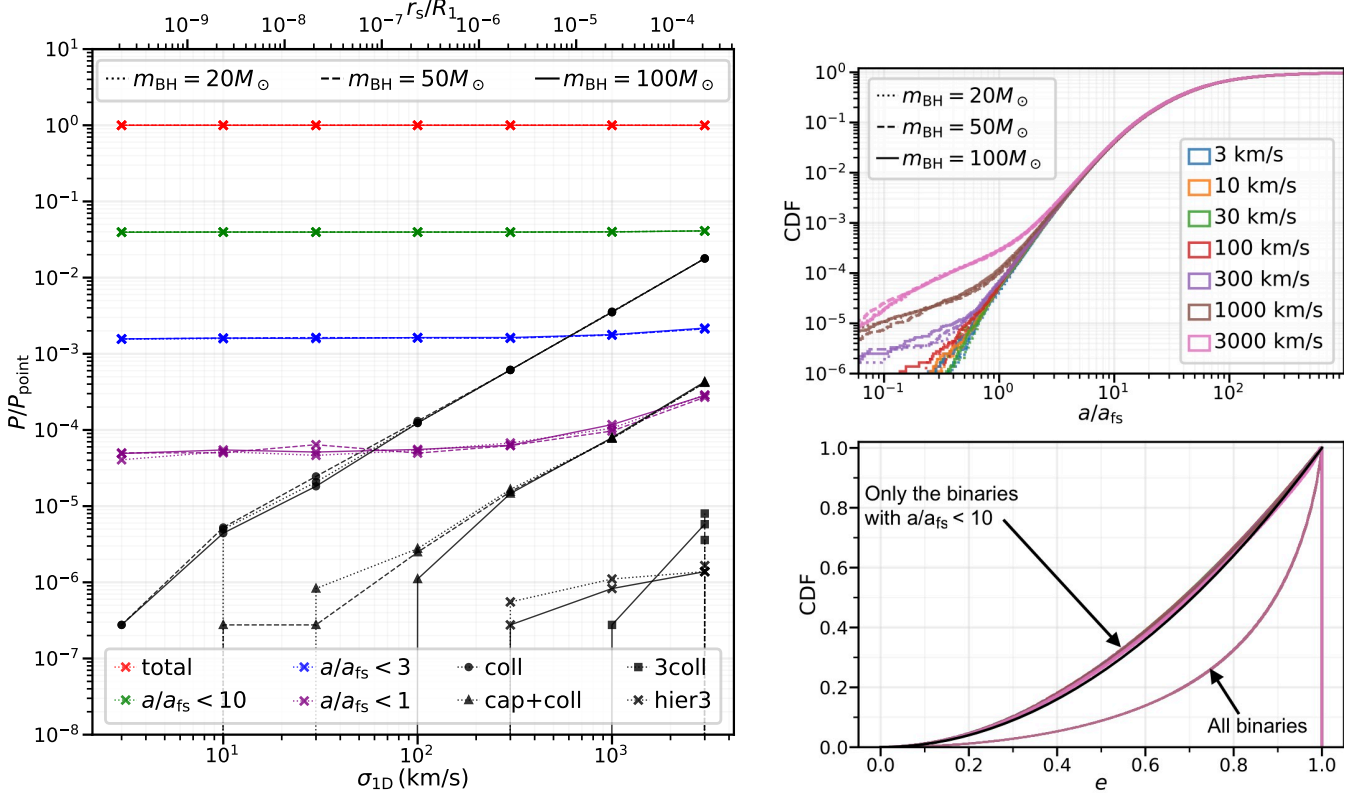 r_s/R_1
10^{-9} 10^{-8} 10^{-7} 10^{-6} 10^{-5} 10^{-4}
10^1
m_BH = 20M_⊙ m_BH = 50M_⊙ m_BH = 100M_⊙
10^0
10^{-1}
10^{-2}
10^{-3}
10^{-4}
10^{-5}
10^{-6}
10^{-7}
10^{-8}
P/P_point
total a/a_fs < 3 coll 3coll
a/a_fs < 10 a/a_fs < 1 cap+coll hier3
10^1 10^2 10^3
σ_1D (km/s)
10^0
10^{-1}
10^{-2}
10^{-3}
10^{-4}
10^{-5}
10^{-6}
CDF
m_BH = 20M_⊙
m_BH = 50M_⊙
m_BH = 100M_⊙
3 km/s
10 km/s
30 km/s
100 km/s
300 km/s
1000 km/s
3000 km/s
10^{-1} 10^0 10^1 10^2
a/a_fs
1.0
0.8
0.6
0.4
0.2
0.0
CDF
Only the binaries
with a/a_fs < 10
All binaries
0.0 0.2 0.4 0.6 0.8 1.0
e